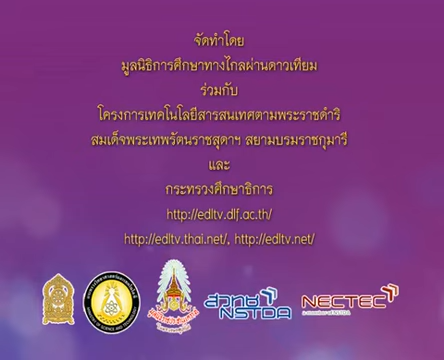 จัดทำโดย
มูลนิธิการศึกษาทางไกลผ่านดาวเทียม
ร่วมกับ
โครงการเทคโนโลยีสารสนเทศตามพระราชดำริ
สมเด็จพระเทพรัตนราชสุดาฯ สยามบรมราชกุมารี
และ
กระทรวงศึกษาธิการ
http://edltv.dlf.ac.th/
http://edltv.thai.net/, http://edltv.net/
สวทช
NSTDA
NECTEC
a member of NSTDA